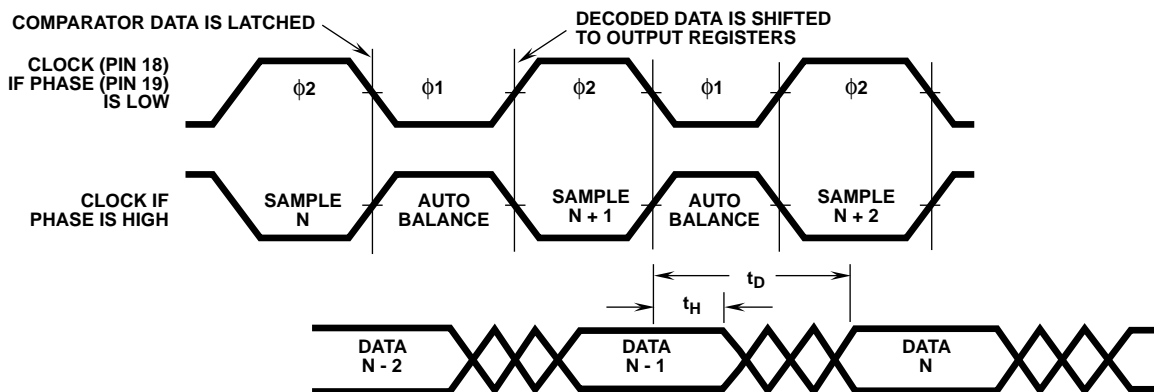 COMPARATOR DATA IS LATCHED
DECODED DATA IS SHIFTED
TO OUTPUT REGISTERS
CLOCK (PIN 18)
IF PHASE (PIN 19)
IS LOW
ϕ2
ϕ1
ϕ2
ϕ1
ϕ2
CLOCK IF
PHASE IS HIGH
SAMPLE
N
AUTO
BALANCE
SAMPLE
N + 1
AUTO
BALANCE
SAMPLE
N + 2
tD
tH
DATA
N - 2
DATA
N - 1
DATA
N